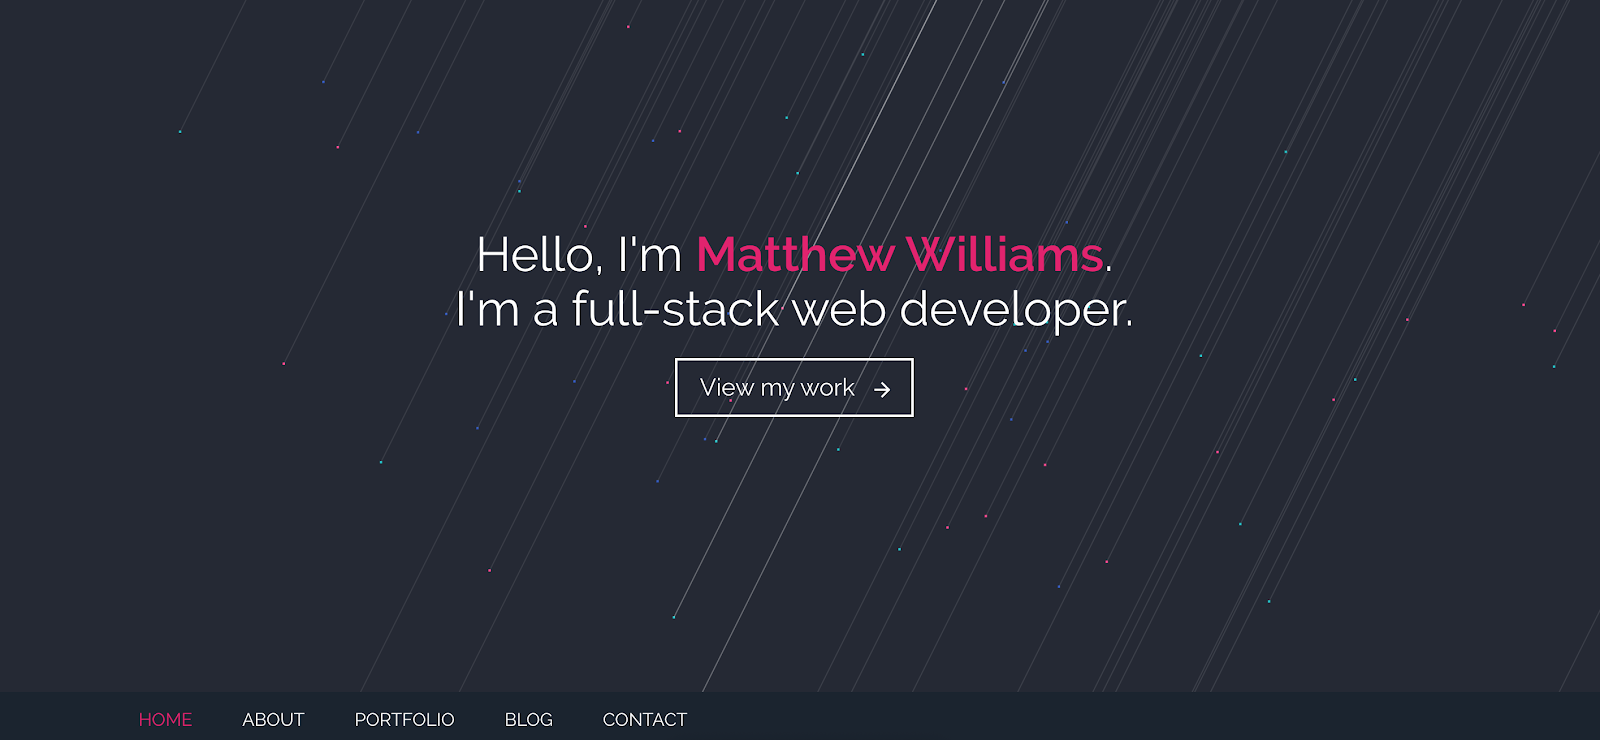 Hello, I'm Matthew Williams.
I'm a full-stack web developer.
View my work →
HOME ABOUT PORTFOLIO BLOG CONTACT